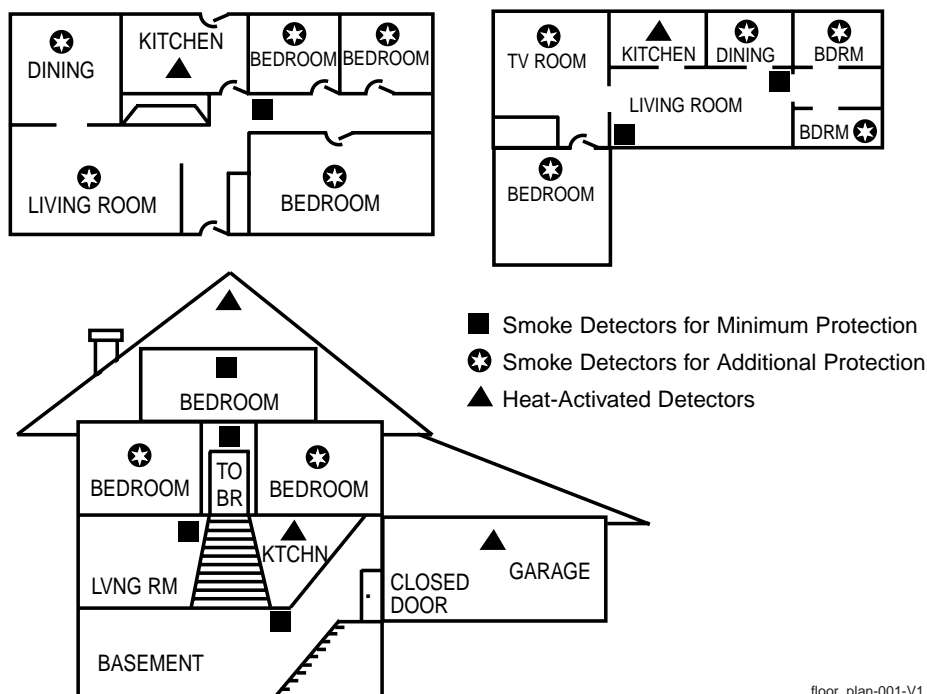 DINING
KITCHEN
BEDROOM
BEDROOM
LIVING ROOM
BEDROOM
TV ROOM
KITCHEN
DINING
BDRM
LIVING ROOM
BDRM
BEDROOM
Smoke Detectors for Minimum Protection
Smoke Detectors for Additional Protection
Heat-Activated Detectors
BEDROOM
BEDROOM
TO
BR
BEDROOM
LVNG RM
KTCHN
CLOSED
DOOR
GARAGE
BASEMENT
floor_plan-001-V1